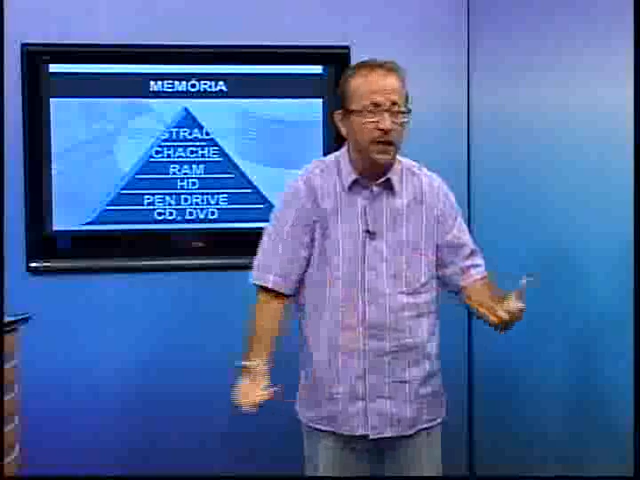 MEMÓRIA
CHACHE
RAM
HD
PEN DRIVE
CD, DVD